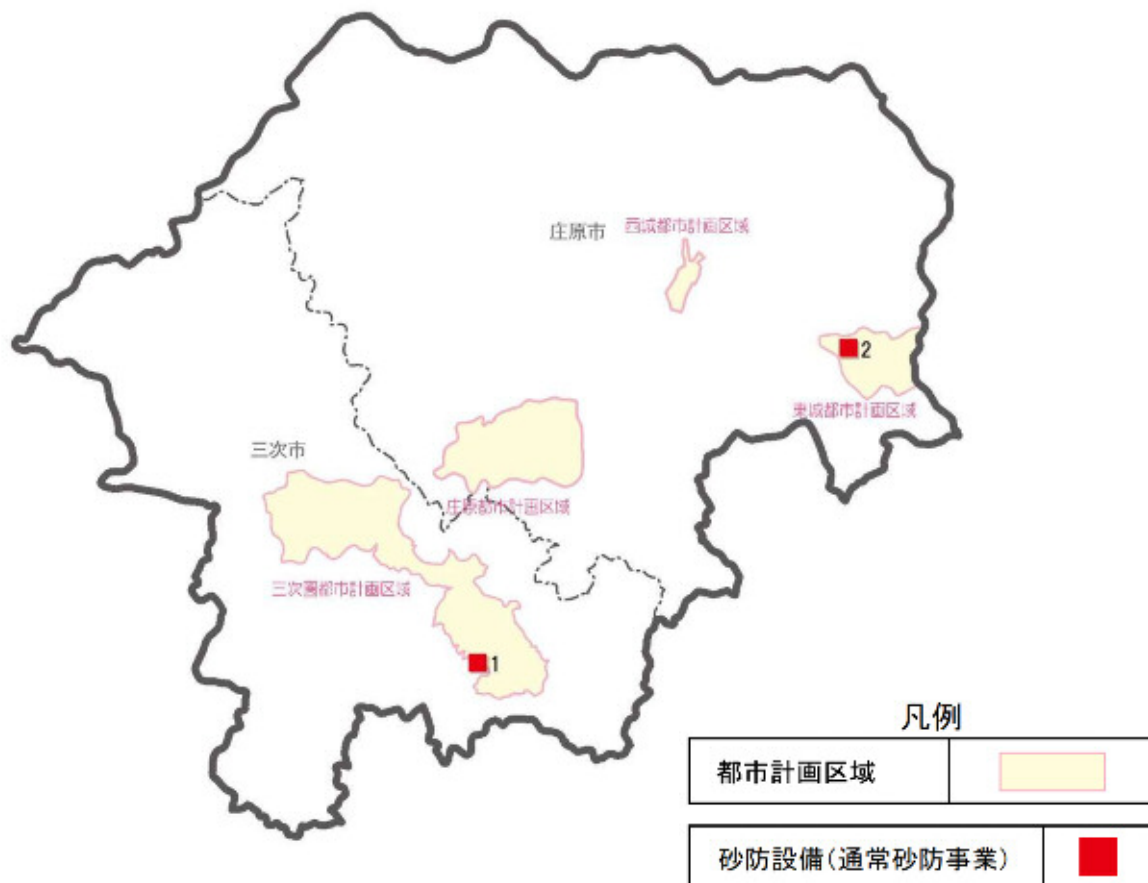 庄原市
西城都市計画区域
2
東城都市計画区域
三次市
庄原都市計画区域
三次圏都市計画区域
1
凡例
都市計画区域
砂防設備(通常砂防事業)